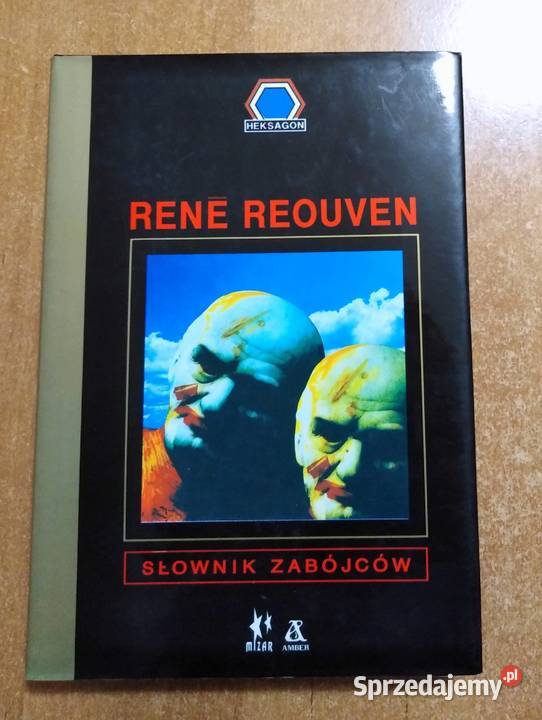 HEKSAGON
RENĒ REOUVEN
SŁOWNIK ZABÓJCÓW
MIZAR
AMBER
Sprzedajemy.pl